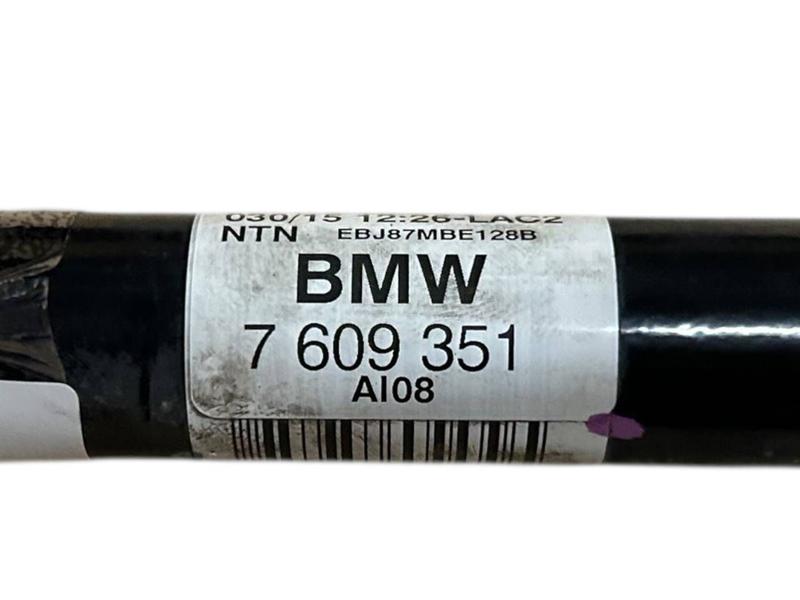 030/15 12:26-LAC2
NTN EBJ87MBE128B
BMW
7 609 351
AI08